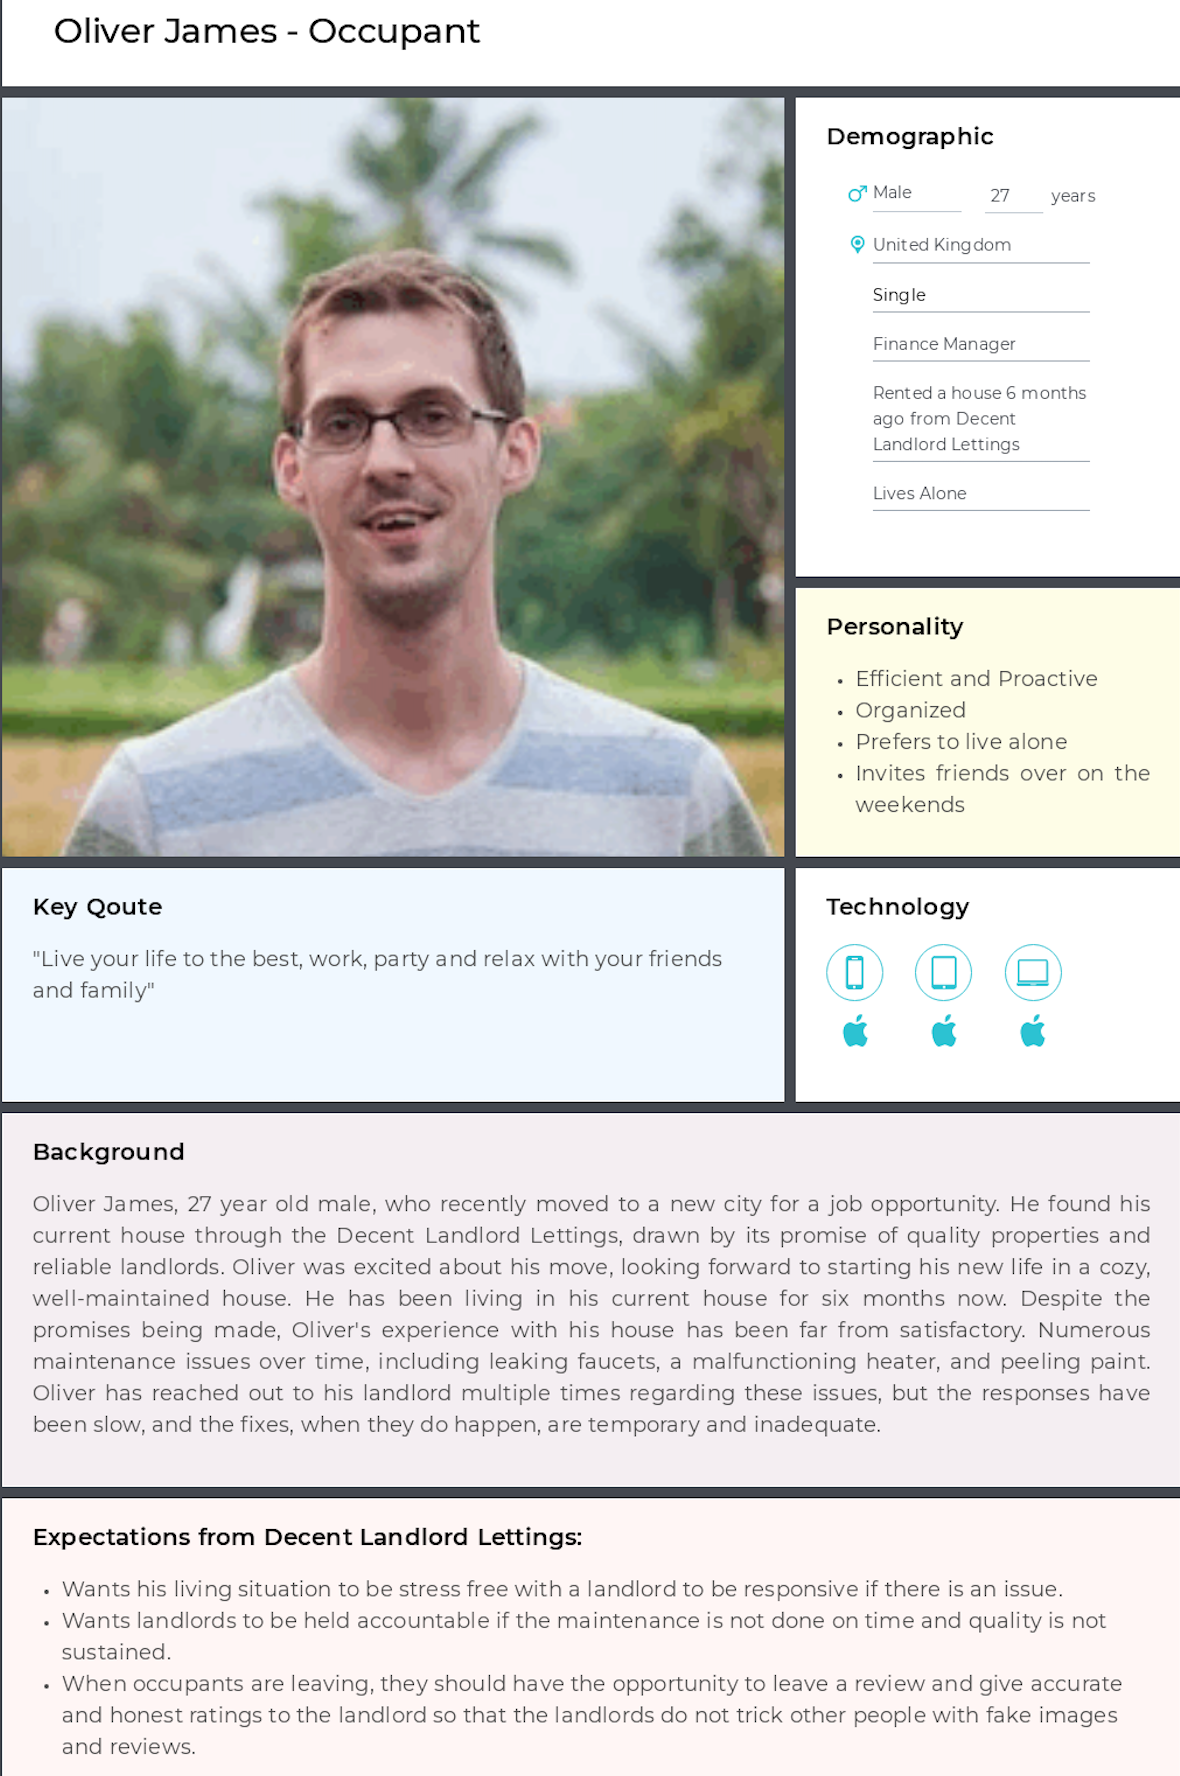 Oliver James - Occupant
Demographic
Male 27 years
United Kingdom
Single
Finance Manager
Rented a house 6 months
ago from Decent
Landlord Lettings
Lives Alone
Personality
• Efficient and Proactive
• Organized
• Prefers to live alone
• Invites friends over on the
weekends
Key Qoute
"Live your life to the best, work, party and relax with your friends
and family"
Technology
Background
Oliver James, 27 year old male, who recently moved to a new city for a job opportunity. He found his
current house through the Decent Landlord Lettings, drawn by its promise of quality properties and
reliable landlords. Oliver was excited about his move, looking forward to starting his new life in a cozy,
well-maintained house. He has been living in his current house for six months now. Despite the
promises being made, Oliver's experience with his house has been far from satisfactory. Numerous
maintenance issues over time, including leaking faucets, a malfunctioning heater, and peeling paint.
Oliver has reached out to his landlord multiple times regarding these issues, but the responses have
been slow, and the fixes, when they do happen, are temporary and inadequate.
Expectations from Decent Landlord Lettings:
• Wants his living situation to be stress free with a landlord to be responsive if there is an issue.
• Wants landlords to be held accountable if the maintenance is not done on time and quality is not
sustained.
• When occupants are leaving, they should have the opportunity to leave a review and give accurate
and honest ratings to the landlord so that the landlords do not trick other people with fake images
and reviews.